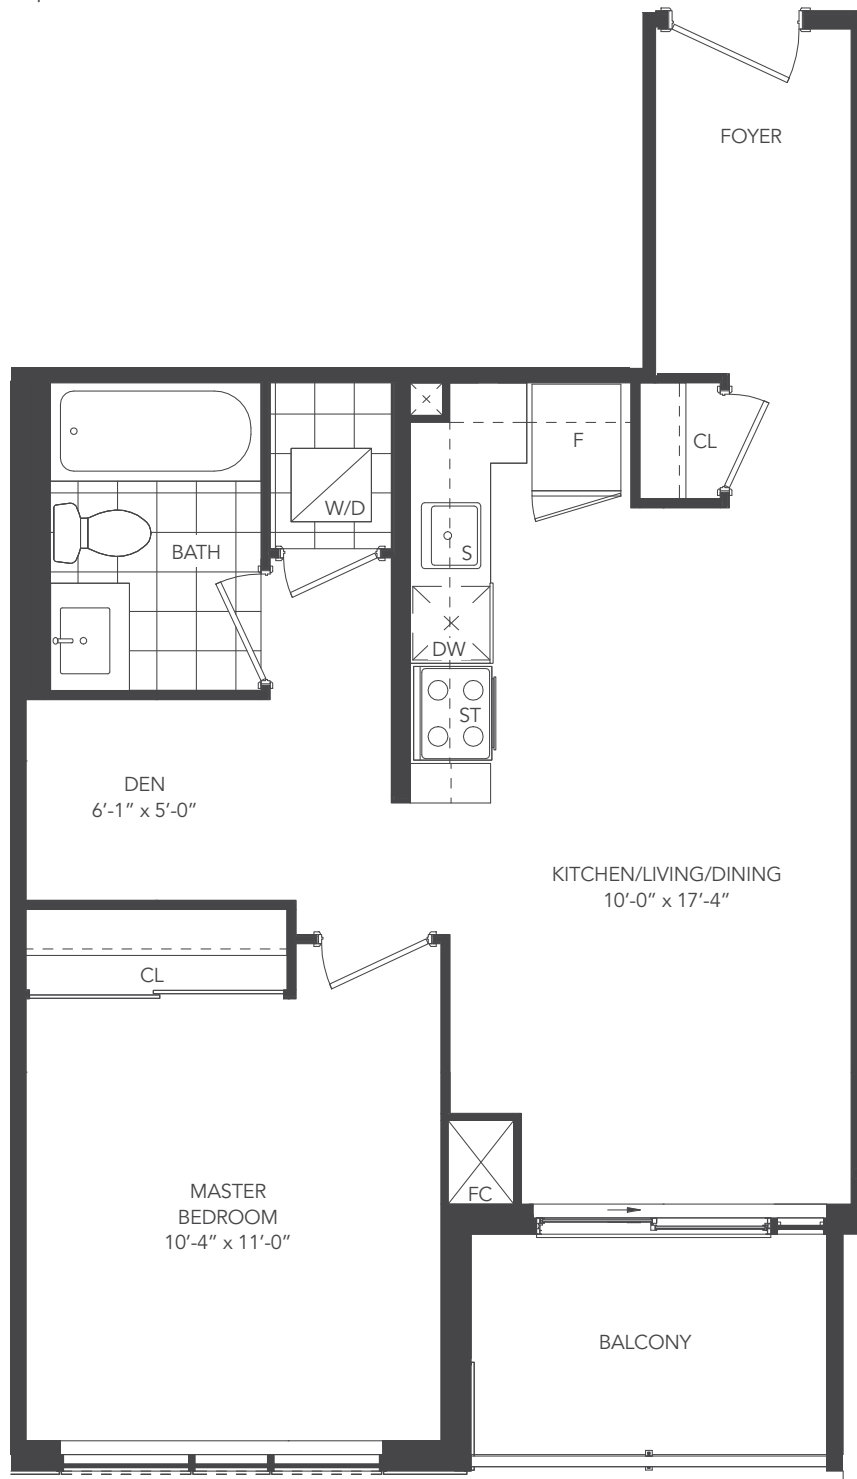 FOYER
F
CL
W/D
S
BATH
DW
ST
DEN
6'-1" x 5'-0"
KITCHEN/LIVING/DINING
10'-0" x 17'-4"
CL
MASTER
BEDROOM
10'-4" x 11'-0"
FC
BALCONY